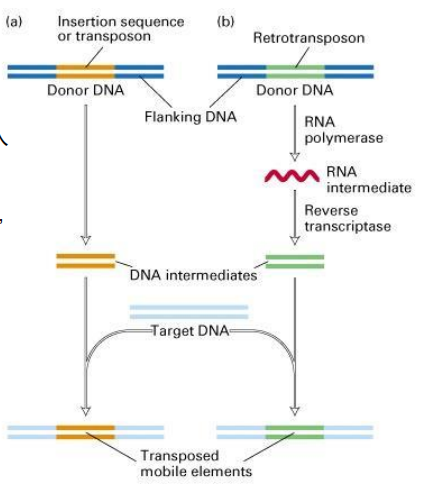 (a)
Insertion sequence
or transposon
Donor DNA
(b)
Retrotransposon
Donor DNA
Flanking DNA
RNA
polymerase
RNA
intermediate
Reverse
transcriptase
DNA intermediates
Target DNA
Transposed
mobile elements